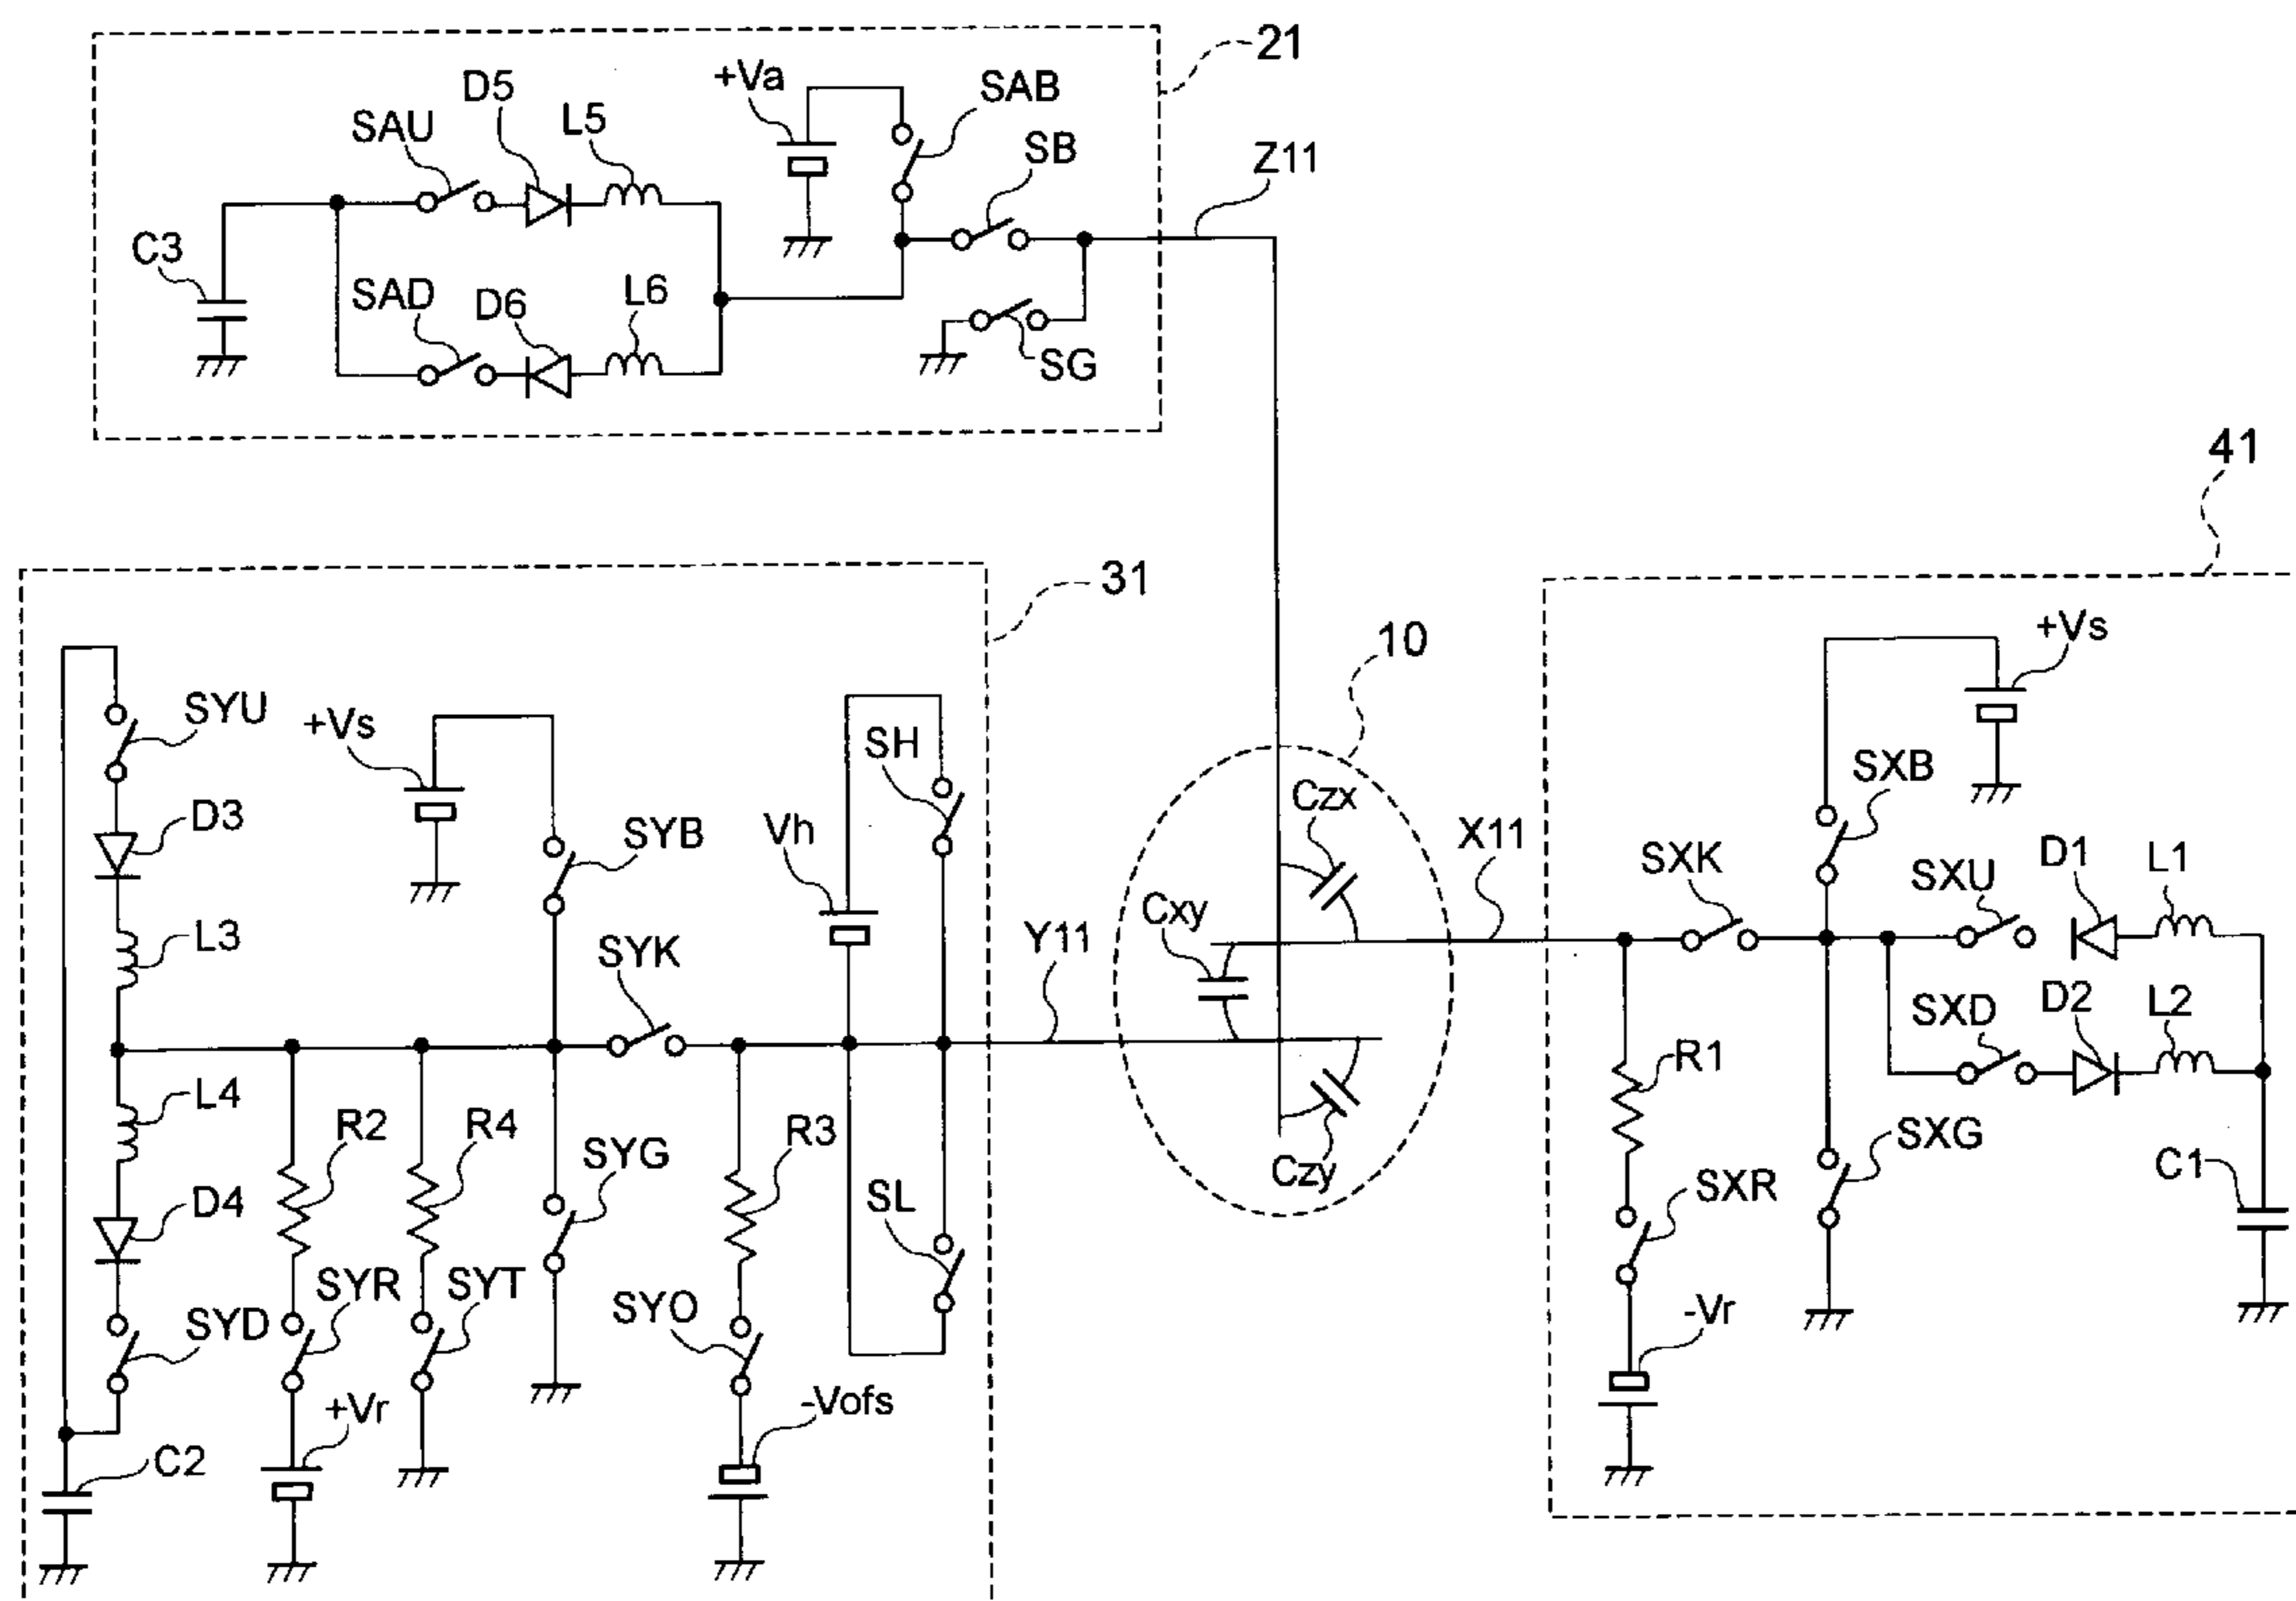 21
+Va
SAB
D5
L5
SAU
SB
Z11
C3
SAD
D6
L6
SG
41
31
10
+Vs
SYU
+Vs
SH
SXB
D3
Vh
SYB
Czx
X11
SXK
D1
L1
SXU
Cxy
L3
SYK
Y11
SXD
D2
L2
R1
L4
R2
R4
R3
SYG
SXG
C1
Czy
D4
SL
SXR
SYR
SYT
SYO
-Vr
SYD
+Vr
-Vofs
C2